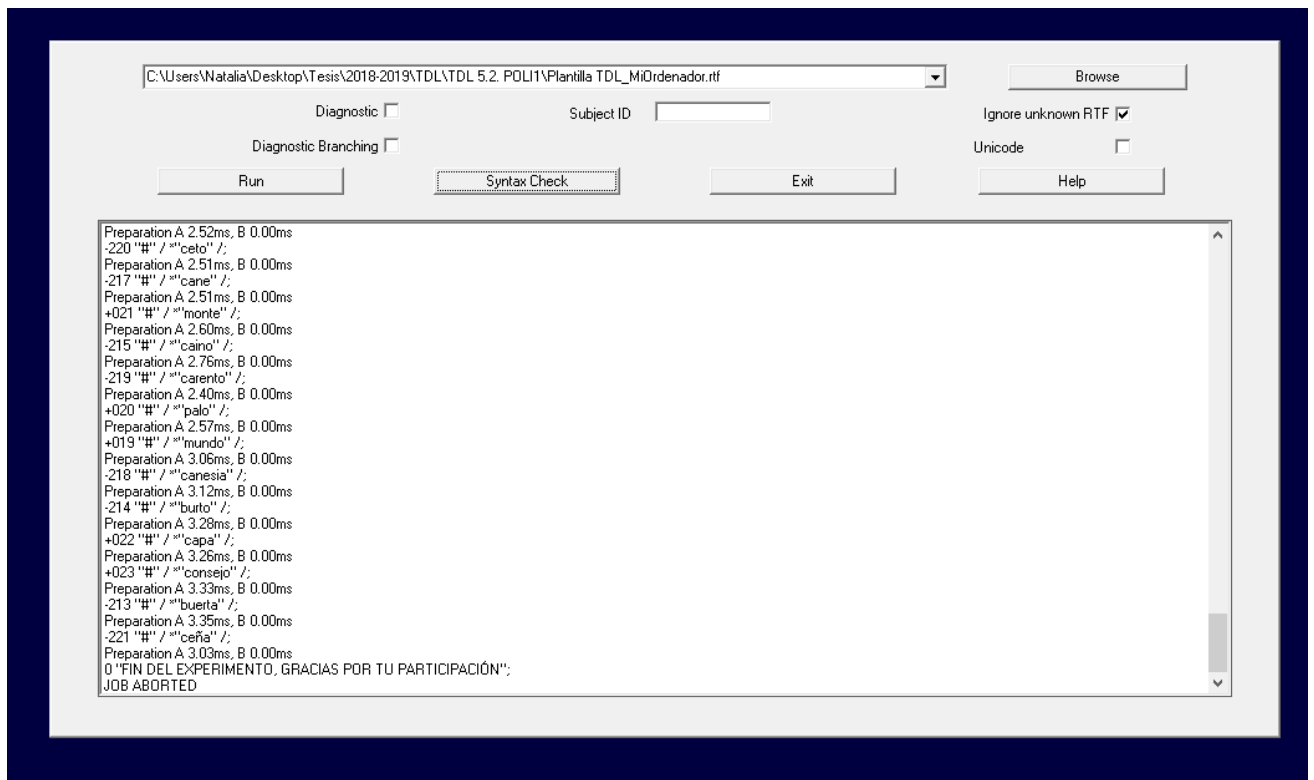 C:\Users\Natalia\Desktop\Tesis\2018-2019\TDL\TDL 5.2. POLI1\Plantilla TDL_MiOrdenador.rtf
Browse
Diagnostic
Subject ID
Ignore unknown RTF
Diagnostic Branching
Unicode
Run
Syntax Check
Exit
Help
Preparation A 2.52ms, B 0.00ms
-220 "#" / *"ceto" /;
Preparation A 2.51ms, B 0.00ms
-217 "#" / *"cane" /;
Preparation A 2.51ms, B 0.00ms
+021 "#" / *"monte" /;
Preparation A 2.60ms, B 0.00ms
-215 "#" / *"caino" /;
Preparation A 2.76ms, B 0.00ms
-219 "#" / *"carento" /;
Preparation A 2.40ms, B 0.00ms
+020 "#" / *"palo" /;
Preparation A 2.57ms, B 0.00ms
+019 "#" / *"mundo" /;
Preparation A 3.06ms, B 0.00ms
-218 "#" / *"canesia" /;
Preparation A 3.12ms, B 0.00ms
-214 "#" / *"burto" /;
Preparation A 3.28ms, B 0.00ms
+022 "#" / *"capa" /;
Preparation A 3.26ms, B 0.00ms
+023 "#" / *"consejo" /;
Preparation A 3.33ms, B 0.00ms
-213 "#" / *"buerta" /;
Preparation A 3.35ms, B 0.00ms
-221 "#" / *"ceña" /;
Preparation A 3.03ms, B 0.00ms
0 "FIN DEL EXPERIMENTO, GRACIAS POR TU PARTICIPACIÓN";
JOB ABORTED